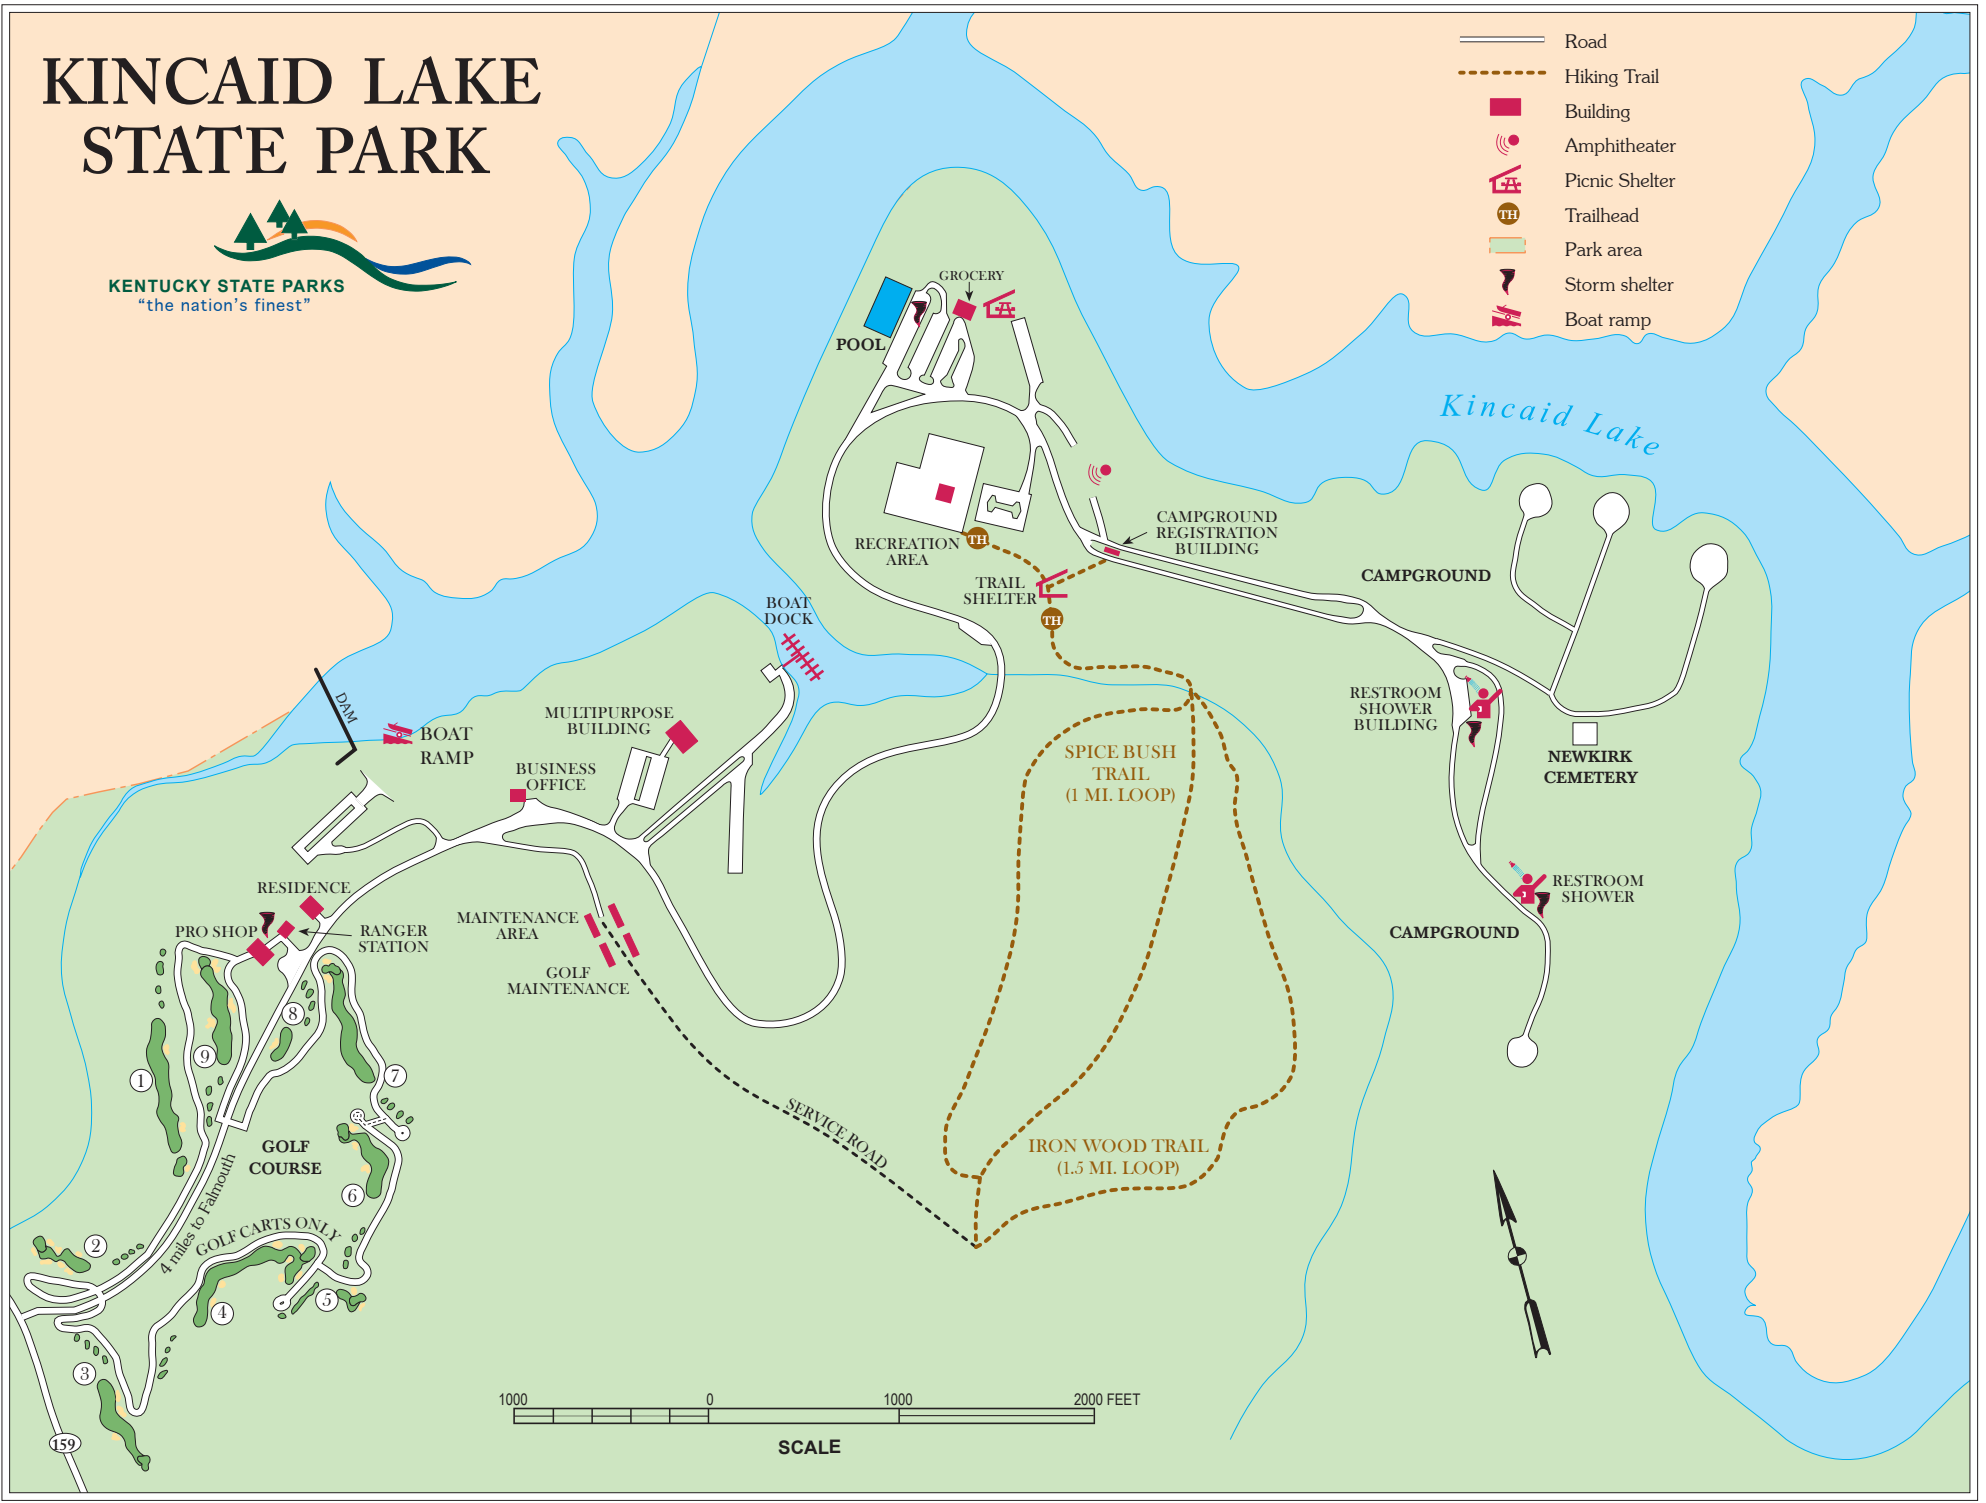 KINCAID LAKE
STATE PARK
KENTUCKY STATE PARKS
“the nation’s finest”
Road
Hiking Trail
Building
Amphitheater
Picnic Shelter
TH
Trailhead
Park area
Storm shelter
Boat ramp
Kincaid Lake
GROCERY
POOL
RECREATION
AREA
TH
CAMPGROUND
REGISTRATION
BUILDING
TRAIL
SHELTER
TH
CAMPGROUND
BOAT
DOCK
DAM
BOAT
RAMP
MULTIPURPOSE
BUILDING
BUSINESS
OFFICE
RESTROOM
SHOWER
BUILDING
NEWKIRK
CEMETERY
SPICE BUSH
TRAIL
(1 MI. LOOP)
RESIDENCE
PRO SHOP
RANGER
STATION
MAINTENANCE
AREA
GOLF
MAINTENANCE
RESTROOM
SHOWER
CAMPGROUND
8
9
1
7
SERVICE ROAD
GOLF
COURSE
IRON WOOD TRAIL
(1.5 MI. LOOP)
6
4 miles to Falmouth
GOLF CARTS ONLY
2
5
4
3
159
1000 0 1000 2000 FEET
SCALE